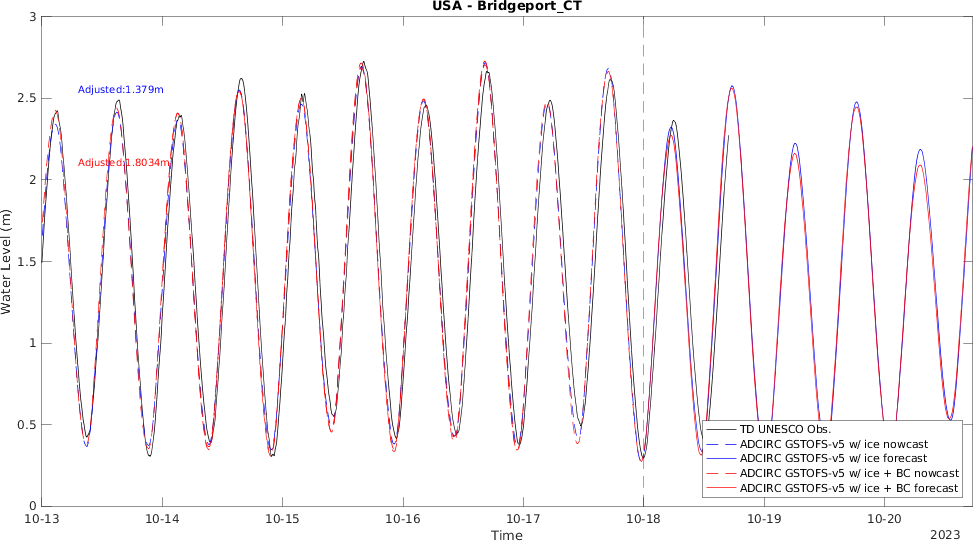 USA - Bridgeport_CT
3
2.5
2
1.5
1
0.5
0
Water Level (m)
Adjusted:1.379m
Adjusted:1.8034m
TD UNESCO Obs.
ADCIRC GSTOFS-v5 w/ ice nowcast
ADCIRC GSTOFS-v5 w/ ice forecast
ADCIRC GSTOFS-v5 w/ ice + BC nowcast
ADCIRC GSTOFS-v5 w/ ice + BC forecast
10-13 10-14 10-15 10-16 10-17 10-18 10-19 10-20
Time
2023